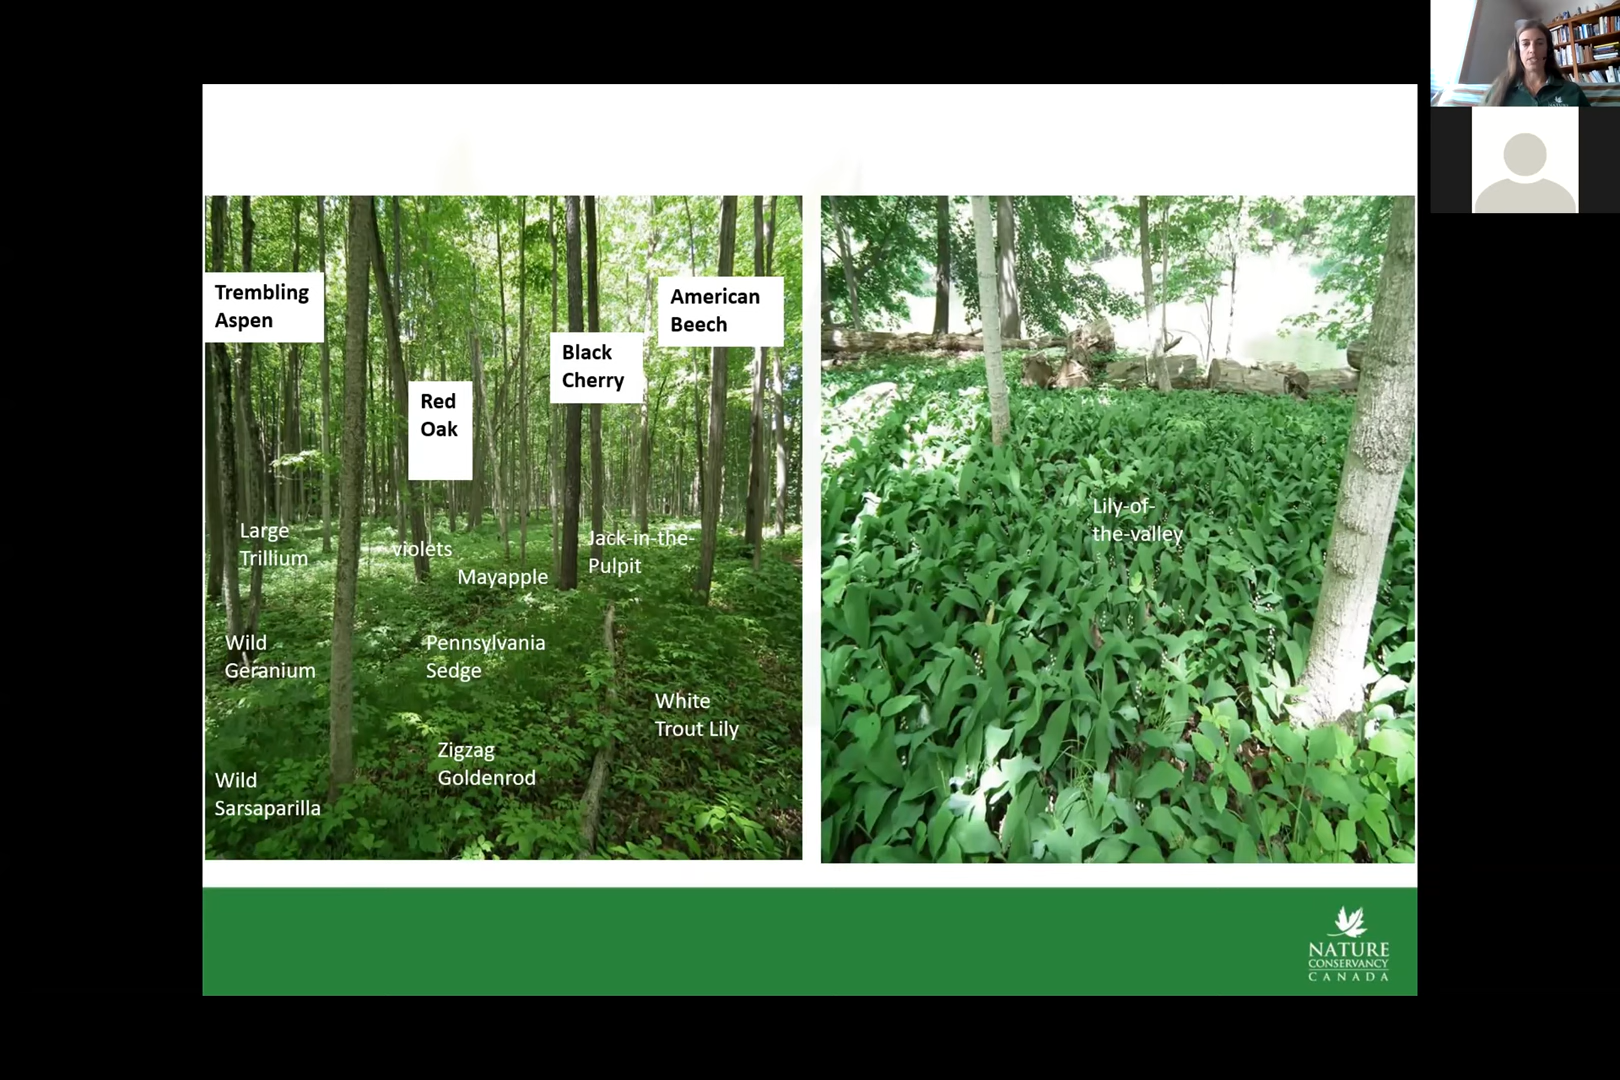 Trembling
Aspen
American
Beech
Black
Cherry
Red
Oak
Large
Trillium
violets
Mayapple
Jack-in-the-
Pulpit
Wild
Geranium
Pennsylvania
Sedge
White
Trout Lily
Zigzag
Goldenrod
Wild
Sarsaparilla
Lily-of-
the-valley
NATURE
CONSERVANCY
CANADA